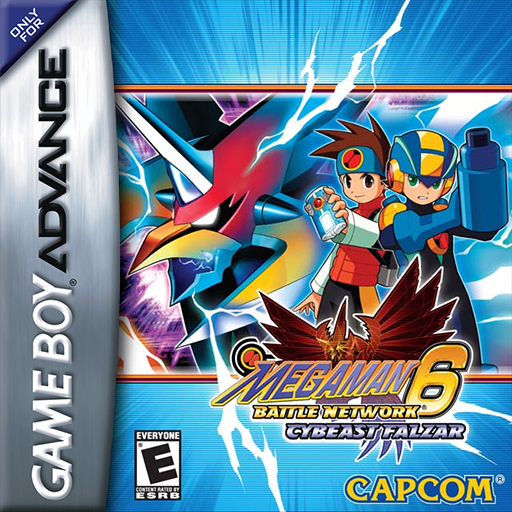 ONLY
FOR
GAME BOY ADVANCE
MEGAMAN 6
BATTLE NETWORK
CYBEAST FALZAR
EVERYONE
E
CONTENT RATED BY
ESRB
CAPCOM®